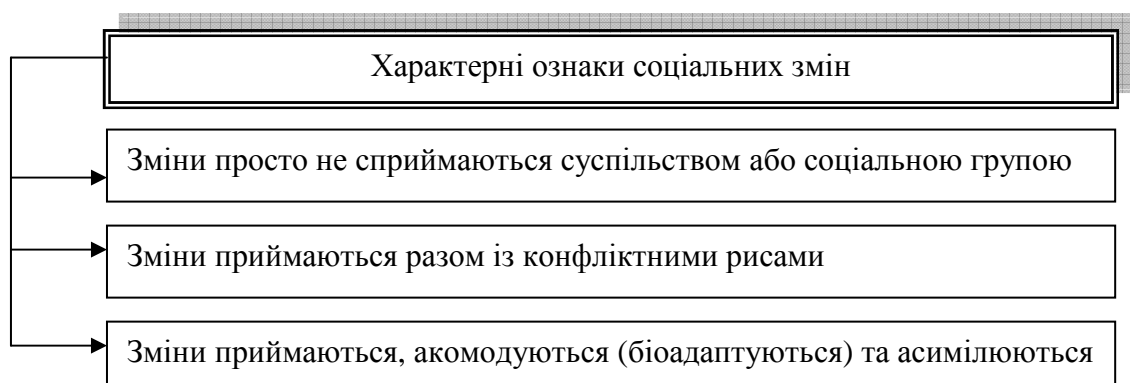 Характерні ознаки соціальних змін
Зміни просто не сприймаються суспільством або соціальною групою
Зміни приймаються разом із конфліктними рисами
Зміни приймаються, акомодуються (біоадаптуються) та асимілюються